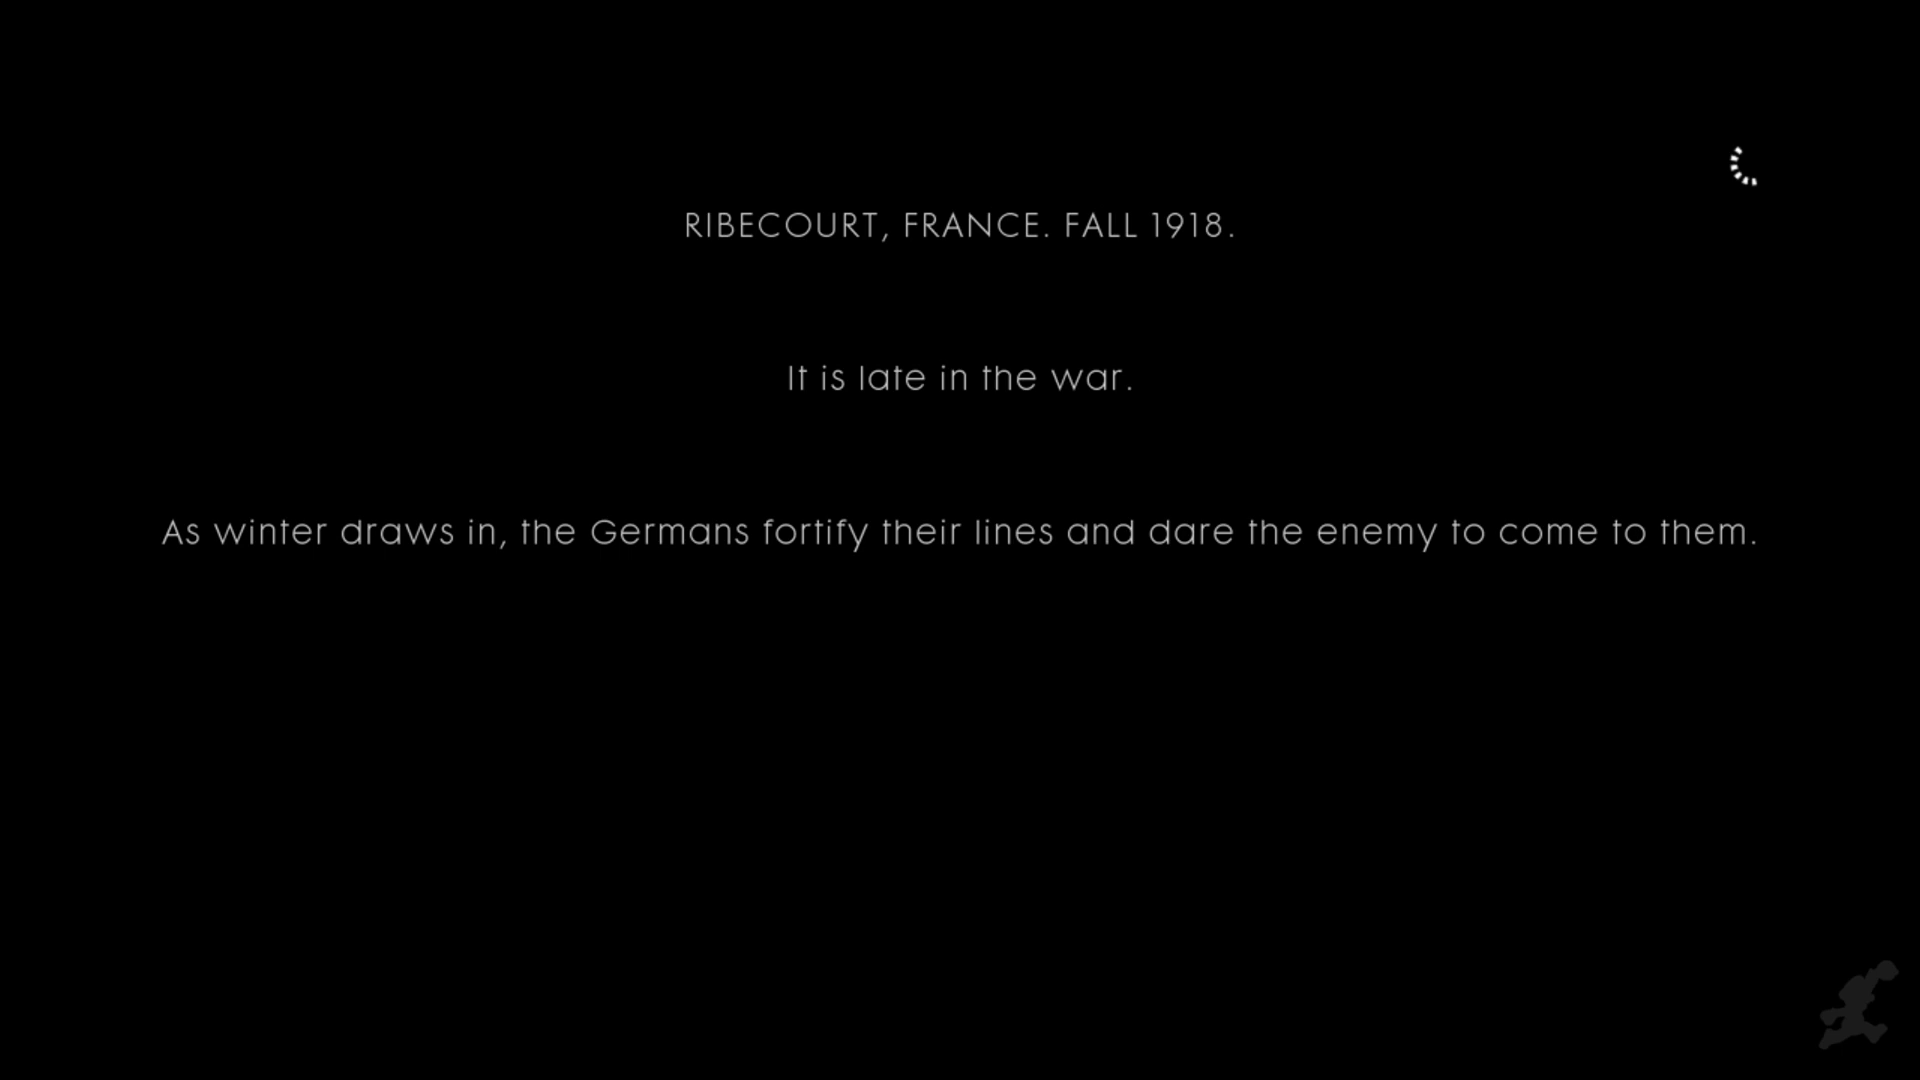 RIBECOURT, FRANCE. FALL 1918.
It is late in the war.
As winter draws in, the Germans fortify their lines and dare the enemy to come to them.